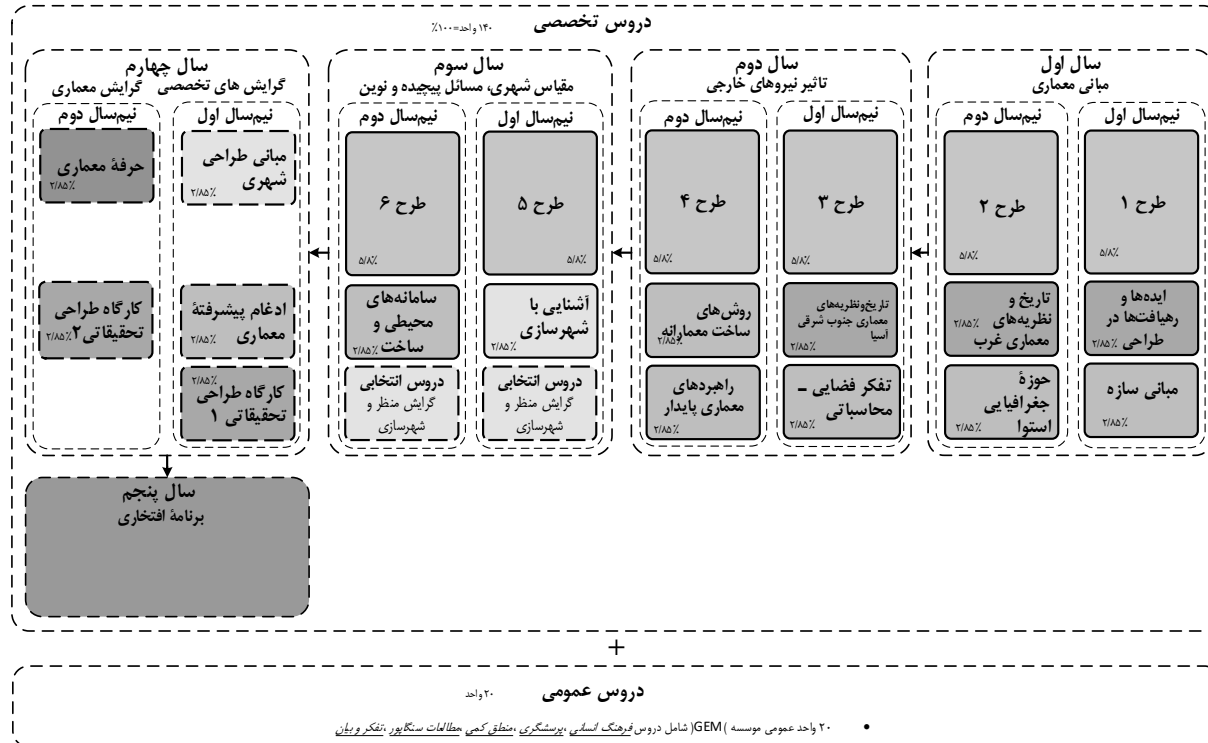 دروس تخصصی
۱۴۰ واحد=۱۰۰٪
سال اول
مبانی معماری
نیم‌سال اول
طرح ۱
۵/۸٪
ایده‌ها و
رهیافت‌ها در
طراحی
۲/۸۵٪
مبانی سازه
۲/۸۵٪
نیم‌سال دوم
طرح ۲
۵/۸٪
تاریخ و
نظریه‌های
معماری غرب
۲/۸۵٪
حوزهٔ
جغرافیایی
استوا
۲/۸۵٪
سال دوم
تاثیر نیروهای خارجی
نیم‌سال اول
طرح ۳
۵/۸٪
تاریخ‌ونظریه‌های
معماری جنوب شرقی
آسیا
۲/۸۵٪
تفکر فضایی –
محاسباتی
۲/۸۵٪
نیم‌سال دوم
طرح ۴
۵/۸٪
روش‌های
ساخت معمارانه
۲/۸۵٪
راهبردهای
معماری پایدار
۲/۸۵٪
سال سوم
مقیاس شهری، مسائل پیچیده و نوین
نیم‌سال اول
طرح ۵
۵/۸٪
آشنایی با
شهرسازی
۲/۸۵٪
دروس انتخابی
گرایش منظر و
شهرسازی
نیم‌سال دوم
طرح ۶
۵/۸٪
سامانه‌های
محیطی و
ساخت
۲/۸۵٪
دروس انتخابی
گرایش منظر و
شهرسازی
سال چهارم
گرایش های تخصصی گرایش معماری
نیم‌سال اول
مبانی طراحی
شهری
۲/۸۵٪
ادغام پیشرفتهٔ
معماری
۲/۸۵٪
۲/۸۵٪
کارگاه طراحی
تحقیقاتی ۱
نیم‌سال دوم
حرفهٔ معماری
۲/۸۵٪
کارگاه طراحی
تحقیقاتی۲
۲/۸۵٪
سال پنجم
برنامهٔ افتخاری
+
دروس عمومی
۲۰ واحد
• ۲۰ واحد عمومی موسسه )GEM( شامل دروس فرهنگ انسانی ،پرسشگری ،منطق کمی ،مطالعات سنگاپور ،تفکر و بیان